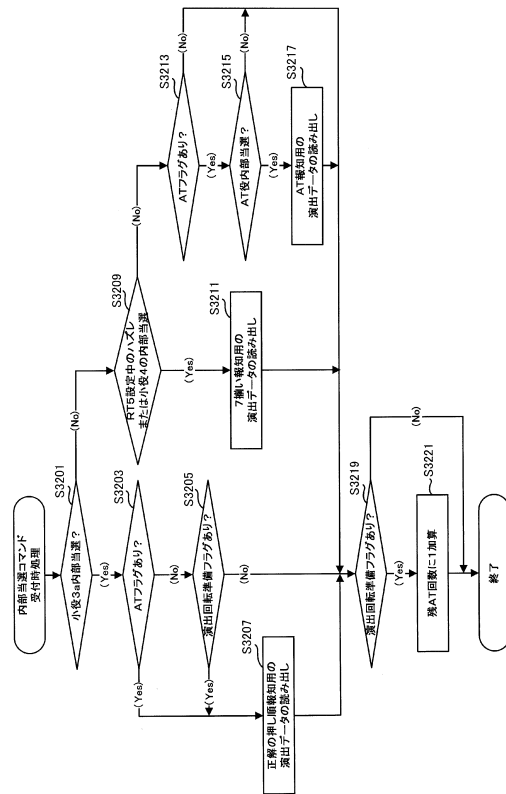 内部当選コマンド
受付時処理
S3201
小役3a内部当選？
(Yes)
(No)
S3203
ATフラグあり？
(Yes)
(No)
S3205
演出回転準備フラグあり？
(Yes)
(No)
S3207
正解の押し順報知用の
演出データの読み出し
S3209
RT5設定中のハズレ
または小役4の内部当選
(No)
(Yes)
S3211
7揃い報知用の
演出データの読み出し
S3213
ATフラグあり？
(No)
(Yes)
S3215
AT役内部当選？
(No)
(Yes)
S3217
AT報知用の
演出データの読み出し
S3219
演出回転準備フラグあり？
(No)
(Yes)
S3221
残AT回数に1加算
終了